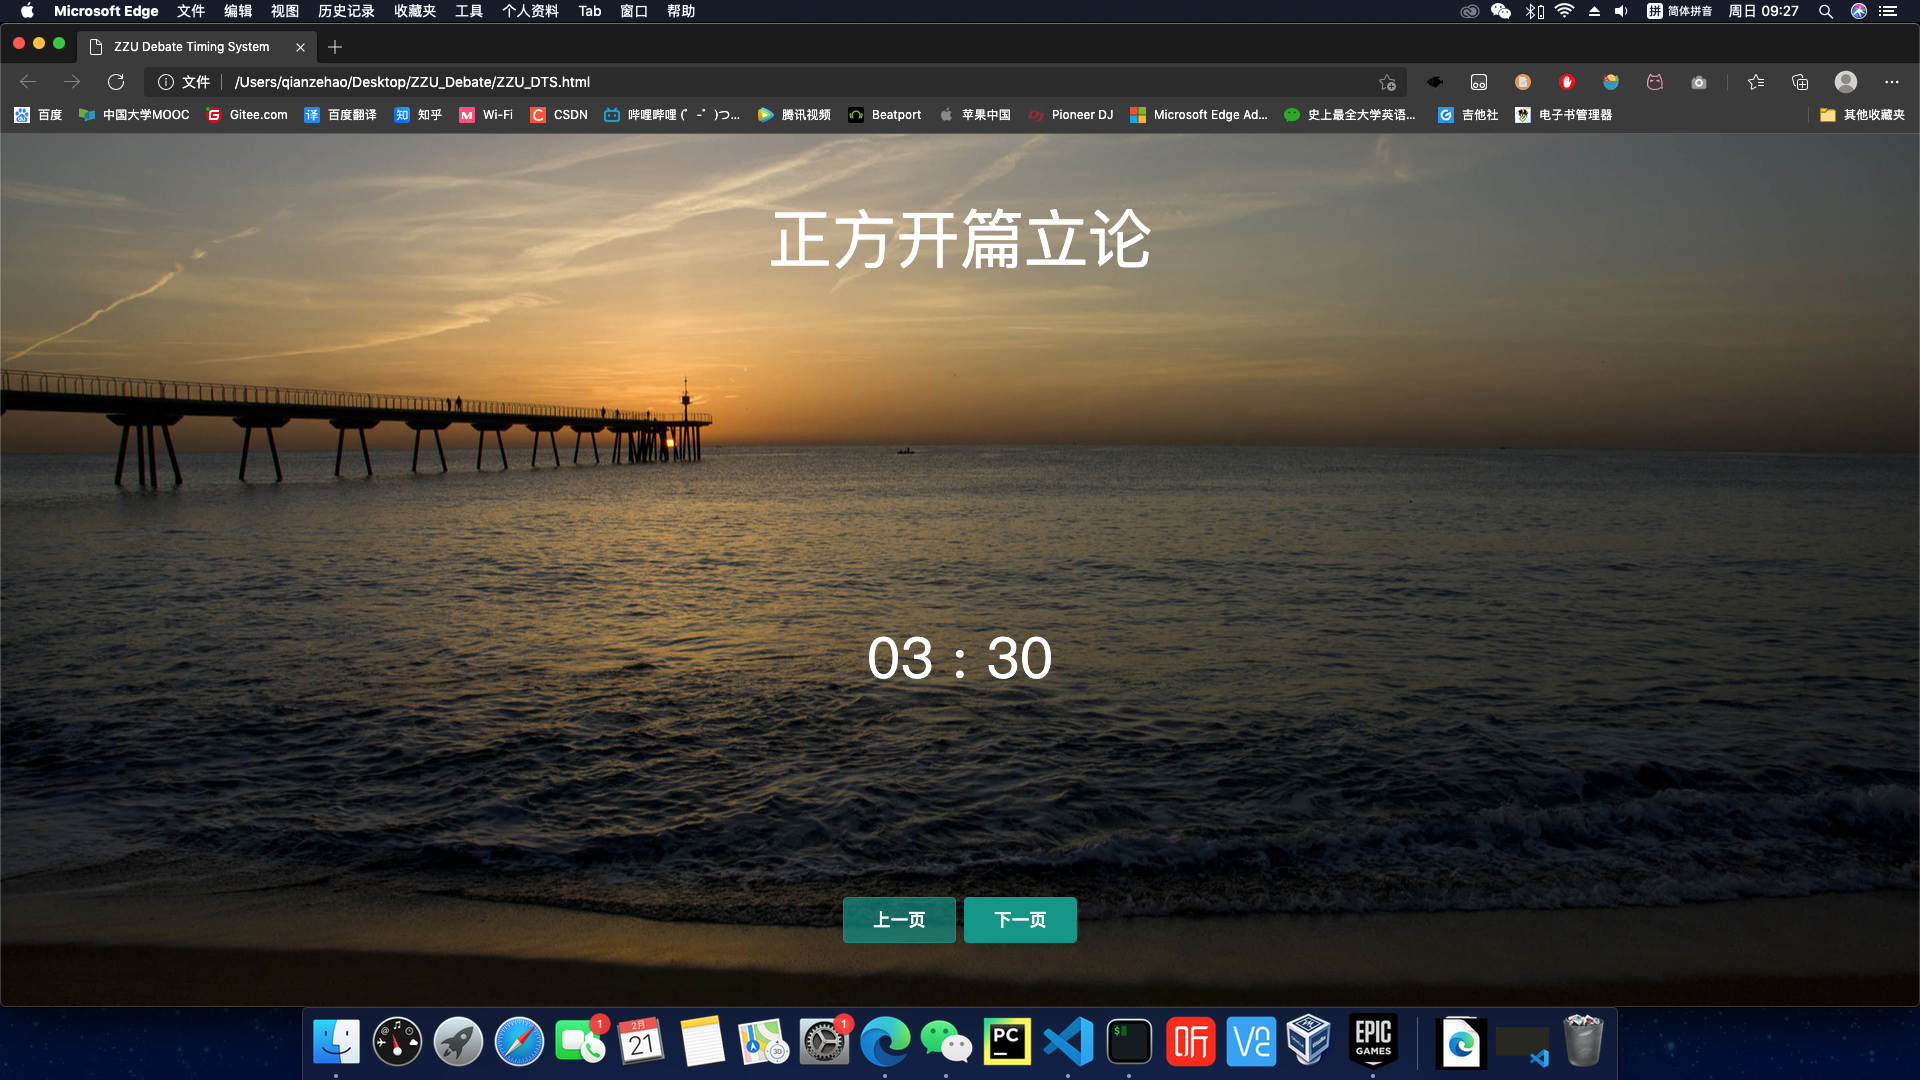 Microsoft Edge 文件 编辑 视图 历史记录 收藏夹 工具 个人资料 Tab 窗口 帮助 拼 简体拼音 周日 09:27
ZZU Debate Timing System
文件 /Users/qianzehao/Desktop/ZZU_Debate/ZZU_DTS.html
百度 中国大学MOOC Gitee.com 译 百度翻译 知 知乎 M Wi-Fi C CSDN 哔哩哔哩 (゜-゜)つ... 腾讯视频 Beatport 苹果中国 DJ Pioneer DJ Microsoft Edge Ad... 史上最全大学英语... 吉他社 电子书管理器 其他收藏夹
正方开篇立论
03 : 30
上一页 下一页
1 2月 21 3D 1 PC EPIC GAMES